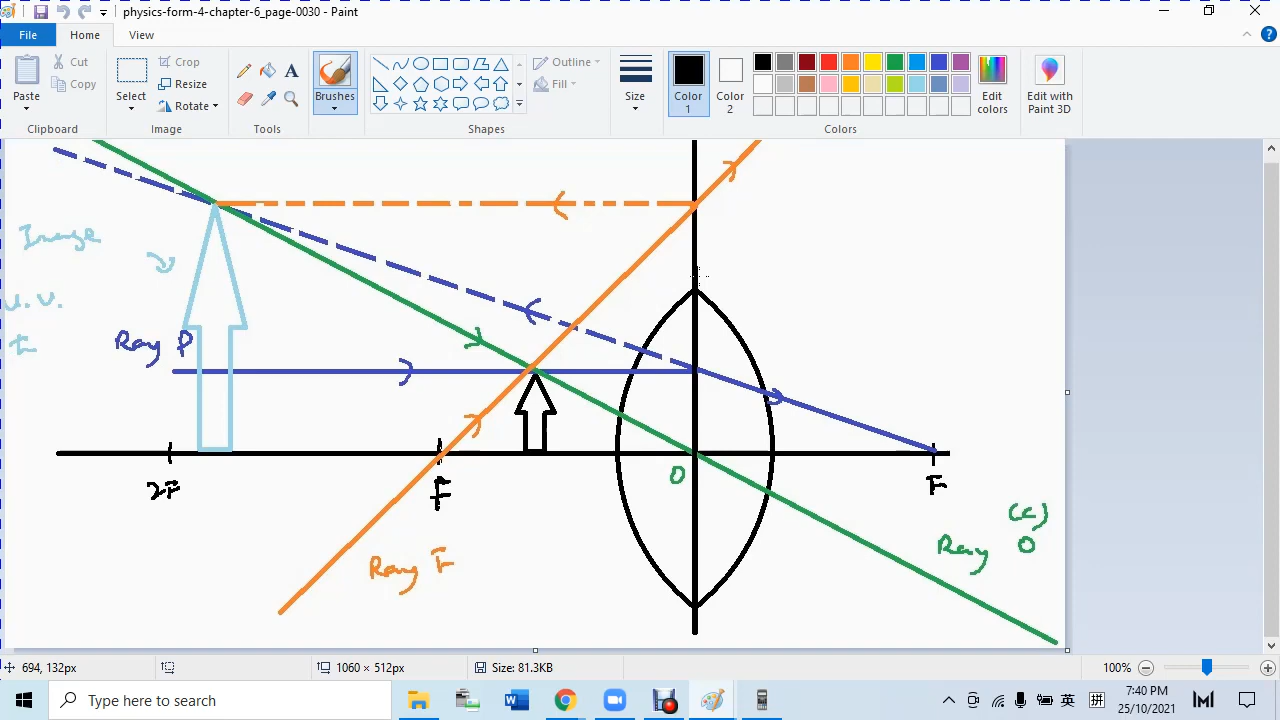 physics-form-4-chapter-6_page-0030 - Paint
File
Home
View
Paste
Cut
Copy
Clipboard
Select
Crop
Resize
Rotate
Image
A
Tools
Brushes
Shapes
Outline
Fill
Size
Color
1
Color
2
Colors
Edit
colors
Edit with
Paint 3D
Image
U.V.
E
Ray P
2F
F
Ray F
O
F
Ray O
(C)
694, 132px
1060 × 512px
Size: 81.3KB
100%
Type here to search
英
拼
7:40 PM
25/10/2021